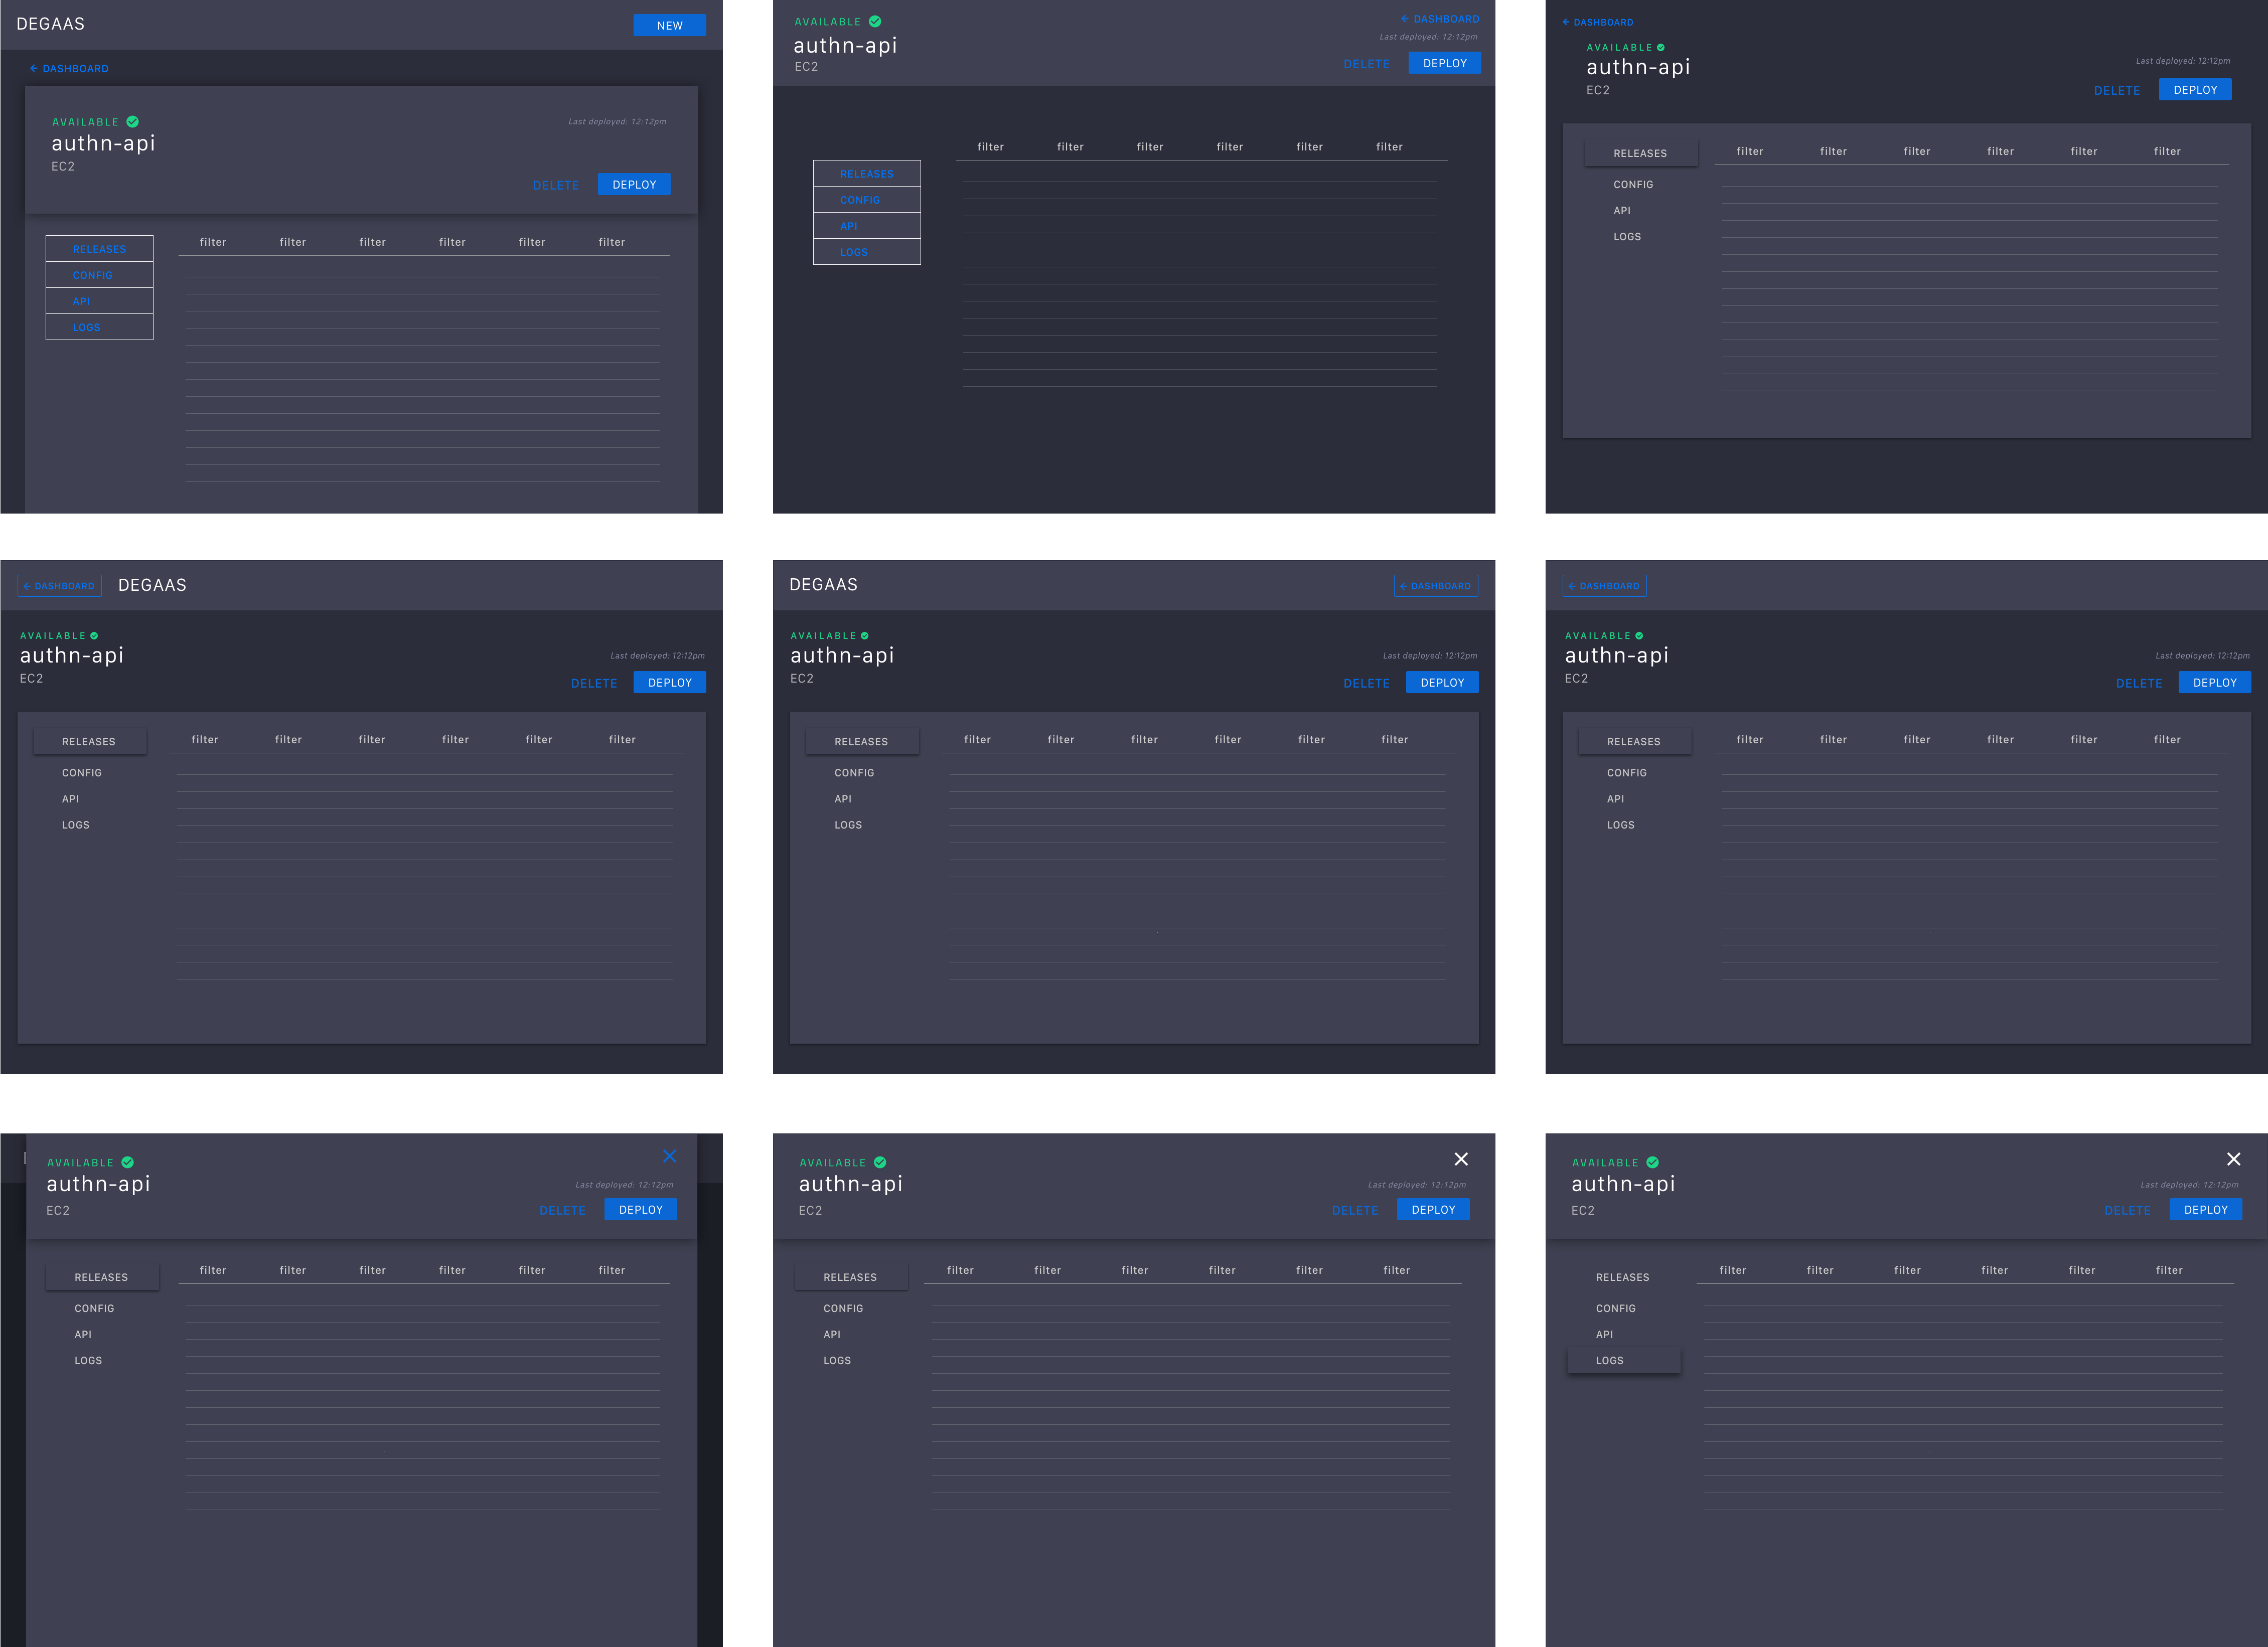 DEGAAS
NEW
← DASHBOARD
AVAILABLE
authn-api
EC2
Last deployed: 12:12pm
DELETE DEPLOY
RELEASES
CONFIG
API
LOGS
filter filter filter filter filter filter
AVAILABLE
authn-api
EC2
← DASHBOARD
Last deployed: 12:12pm
DELETE DEPLOY
RELEASES
CONFIG
API
LOGS
filter filter filter filter filter filter
← DASHBOARD
AVAILABLE
authn-api
EC2
Last deployed: 12:12pm
DELETE DEPLOY
RELEASES
CONFIG
API
LOGS
filter filter filter filter filter filter
← DASHBOARD DEGAAS
AVAILABLE
authn-api
EC2
Last deployed: 12:12pm
DELETE DEPLOY
RELEASES
CONFIG
API
LOGS
filter filter filter filter filter filter
DEGAAS
← DASHBOARD
AVAILABLE
authn-api
EC2
Last deployed: 12:12pm
DELETE DEPLOY
RELEASES
CONFIG
API
LOGS
filter filter filter filter filter filter
← DASHBOARD
AVAILABLE
authn-api
EC2
Last deployed: 12:12pm
DELETE DEPLOY
RELEASES
CONFIG
API
LOGS
filter filter filter filter filter filter
AVAILABLE
authn-api
EC2
Last deployed: 12:12pm
DELETE DEPLOY
RELEASES
CONFIG
API
LOGS
filter filter filter filter filter filter
AVAILABLE
authn-api
EC2
Last deployed: 12:12pm
DELETE DEPLOY
RELEASES
CONFIG
API
LOGS
filter filter filter filter filter filter
AVAILABLE
authn-api
EC2
Last deployed: 12:12pm
DELETE DEPLOY
RELEASES
CONFIG
API
LOGS
filter filter filter filter filter filter